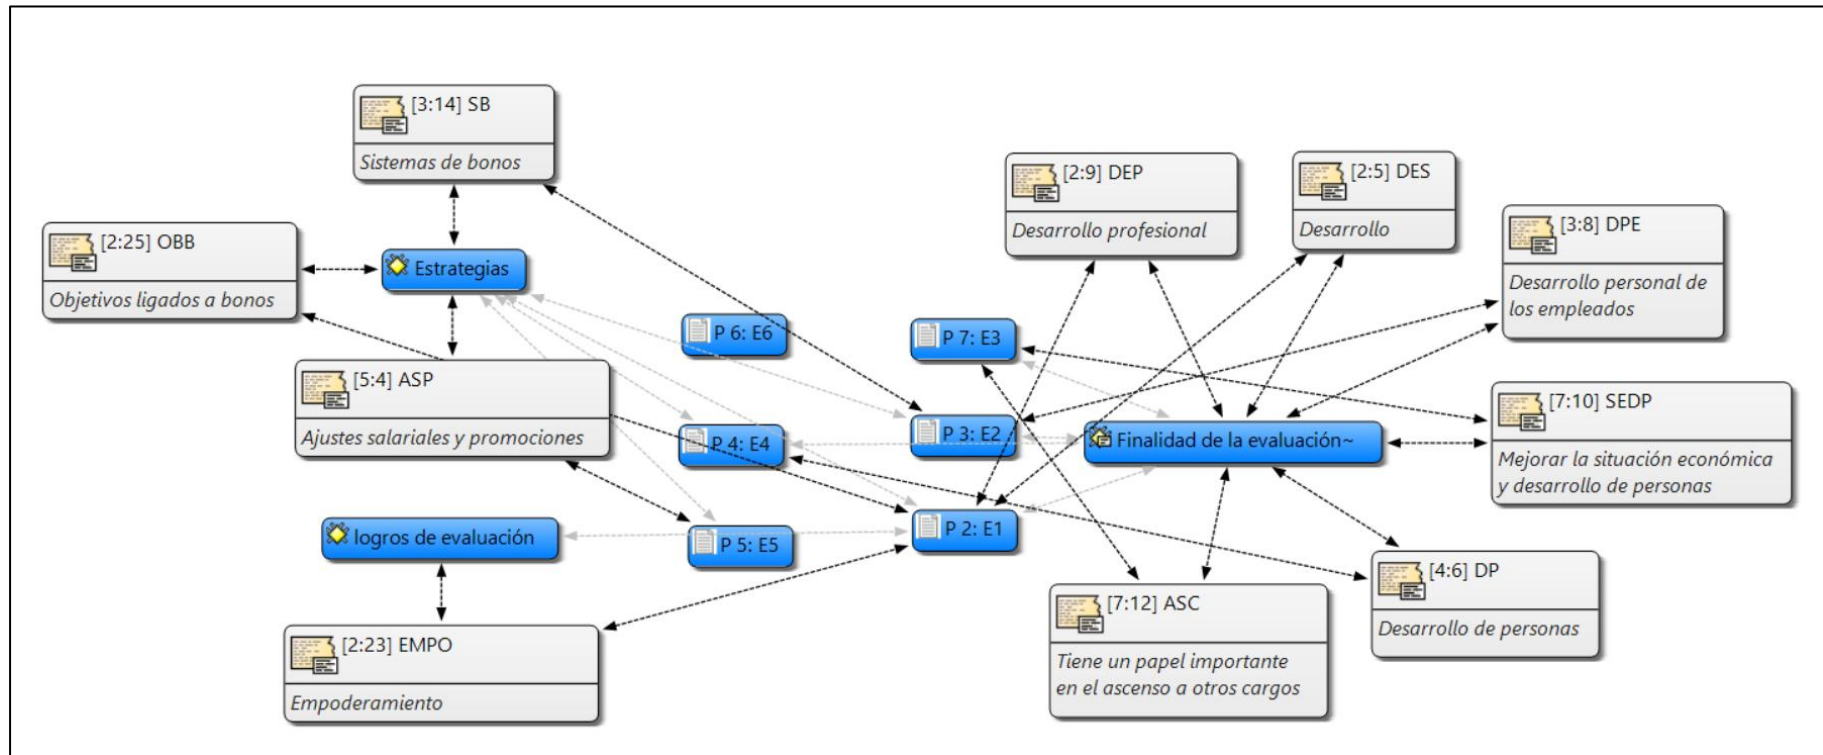 [3:14] SB
Sistemas de bonos
[2:9] DEP
Desarrollo profesional
[2:5] DES
Desarrollo
[3:8] DPE
Desarrollo personal de
los empleados
[2:25] OBB
Objetivos ligados a bonos
Estrategias
P 6: E6
P 7: E3
[5:4] ASP
Ajustes salariales y promociones
P 4: E4
P 3: E2
Finalidad de la evaluación~
[7:10] SEDP
Mejorar la situación económica
y desarrollo de personas
logros de evaluación
P 5: E5
P 2: E1
[4:6] DP
Desarrollo de personas
[7:12] ASC
Tiene un papel importante
en el ascenso a otros cargos
[2:23] EMPO
Empoderamiento